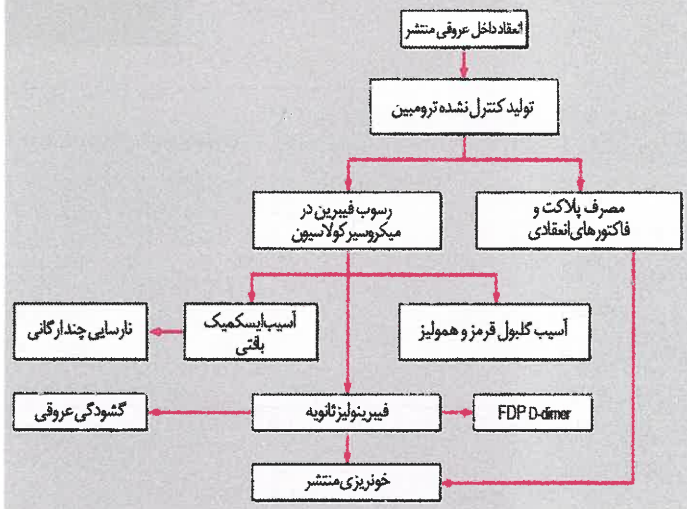 انعقاد داخل عروقی منتشر
تولید کنترل نشده ترومبین
مصرف پلاکت و
فاکتورهای انعقادی
رسوب فیبرین در
میکروسیرکولاسیون
آسیب گلبول قرمز و همولیز
آسیب ایسکمیک
بافتی
نارسایی چندارگانی
FDP D-dimer
فیبرینولیز ثانویه
گشودگی عروقی
خونریزی منتشر